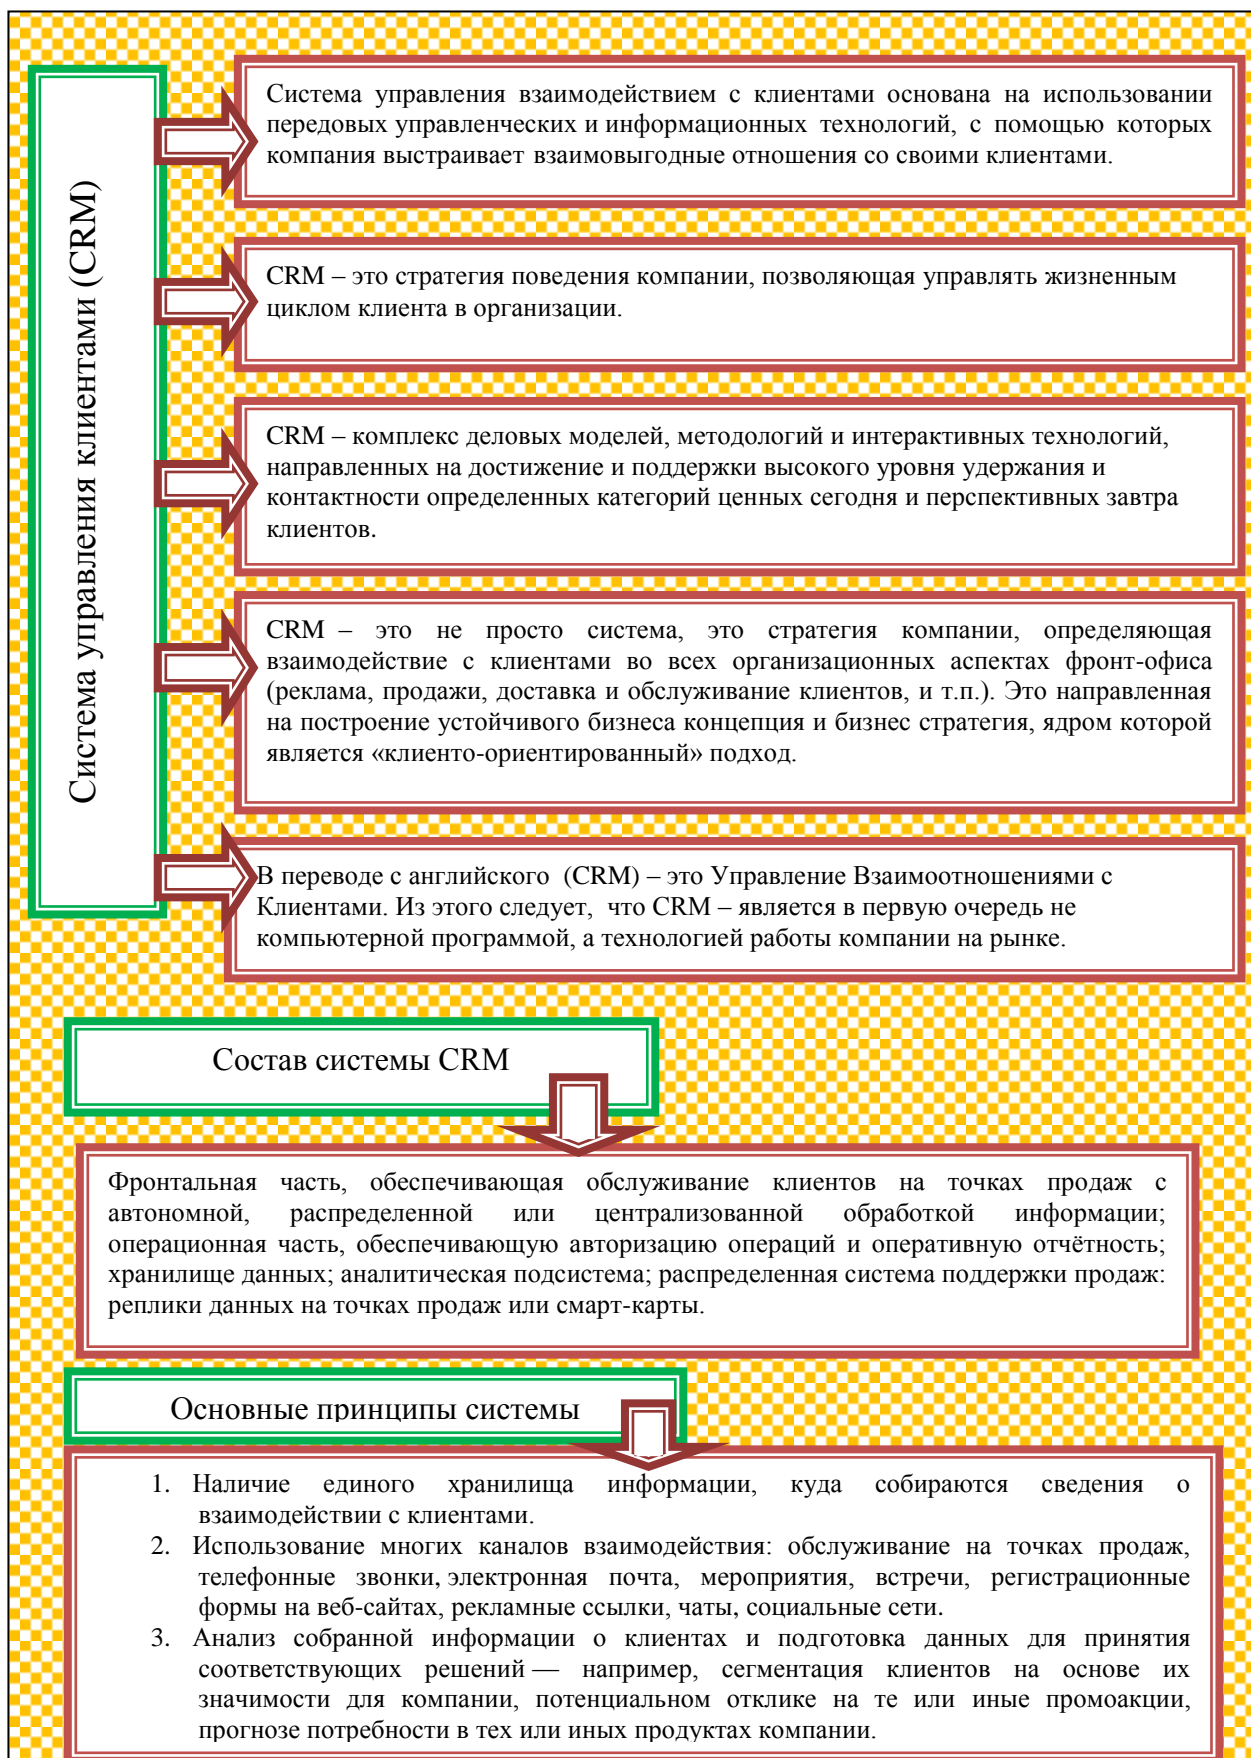 Система управления клиентами (CRM)
Система управления взаимодействием с клиентами основана на использовании
передовых управленческих и информационных технологий, с помощью которых
компания выстраивает взаимовыгодные отношения со своими клиентами.
CRM – это стратегия поведения компании, позволяющая управлять жизненным
циклом клиента в организации.
CRM – комплекс деловых моделей, методологий и интерактивных технологий,
направленных на достижение и поддержки высокого уровня удержания и
контактности определенных категорий ценных сегодня и перспективных завтра
клиентов.
CRM – это не просто система, это стратегия компании, определяющая
взаимодействие с клиентами во всех организационных аспектах фронт-офиса
(реклама, продажи, доставка и обслуживание клиентов, и т.п.). Это направленная
на построение устойчивого бизнеса концепция и бизнес стратегия, ядром которой
является «клиенто-ориентированный» подход.
В переводе с английского (CRM) – это Управление Взаимоотношениями с
Клиентами. Из этого следует, что CRM – является в первую очередь не
компьютерной программой, а технологией работы компании на рынке.
Состав системы CRM
Фронтальная часть, обеспечивающая обслуживание клиентов на точках продаж с
автономной, распределенной или централизованной обработкой информации;
операционная часть, обеспечивающую авторизацию операций и оперативную отчётность;
хранилище данных; аналитическая подсистема; распределенная система поддержки продаж:
реплики данных на точках продаж или смарт-карты.
Основные принципы системы
1. Наличие единого хранилища информации, куда собираются сведения о
взаимодействии с клиентами.
2. Использование многих каналов взаимодействия: обслуживание на точках продаж,
телефонные звонки, электронная почта, мероприятия, встречи, регистрационные
формы на веб-сайтах, рекламные ссылки, чаты, социальные сети.
3. Анализ собранной информации о клиентах и подготовка данных для принятия
соответствующих решений — например, сегментация клиентов на основе их
значимости для компании, потенциальном отклике на те или иные промоакции,
прогнозе потребности в тех или иных продуктах компании.